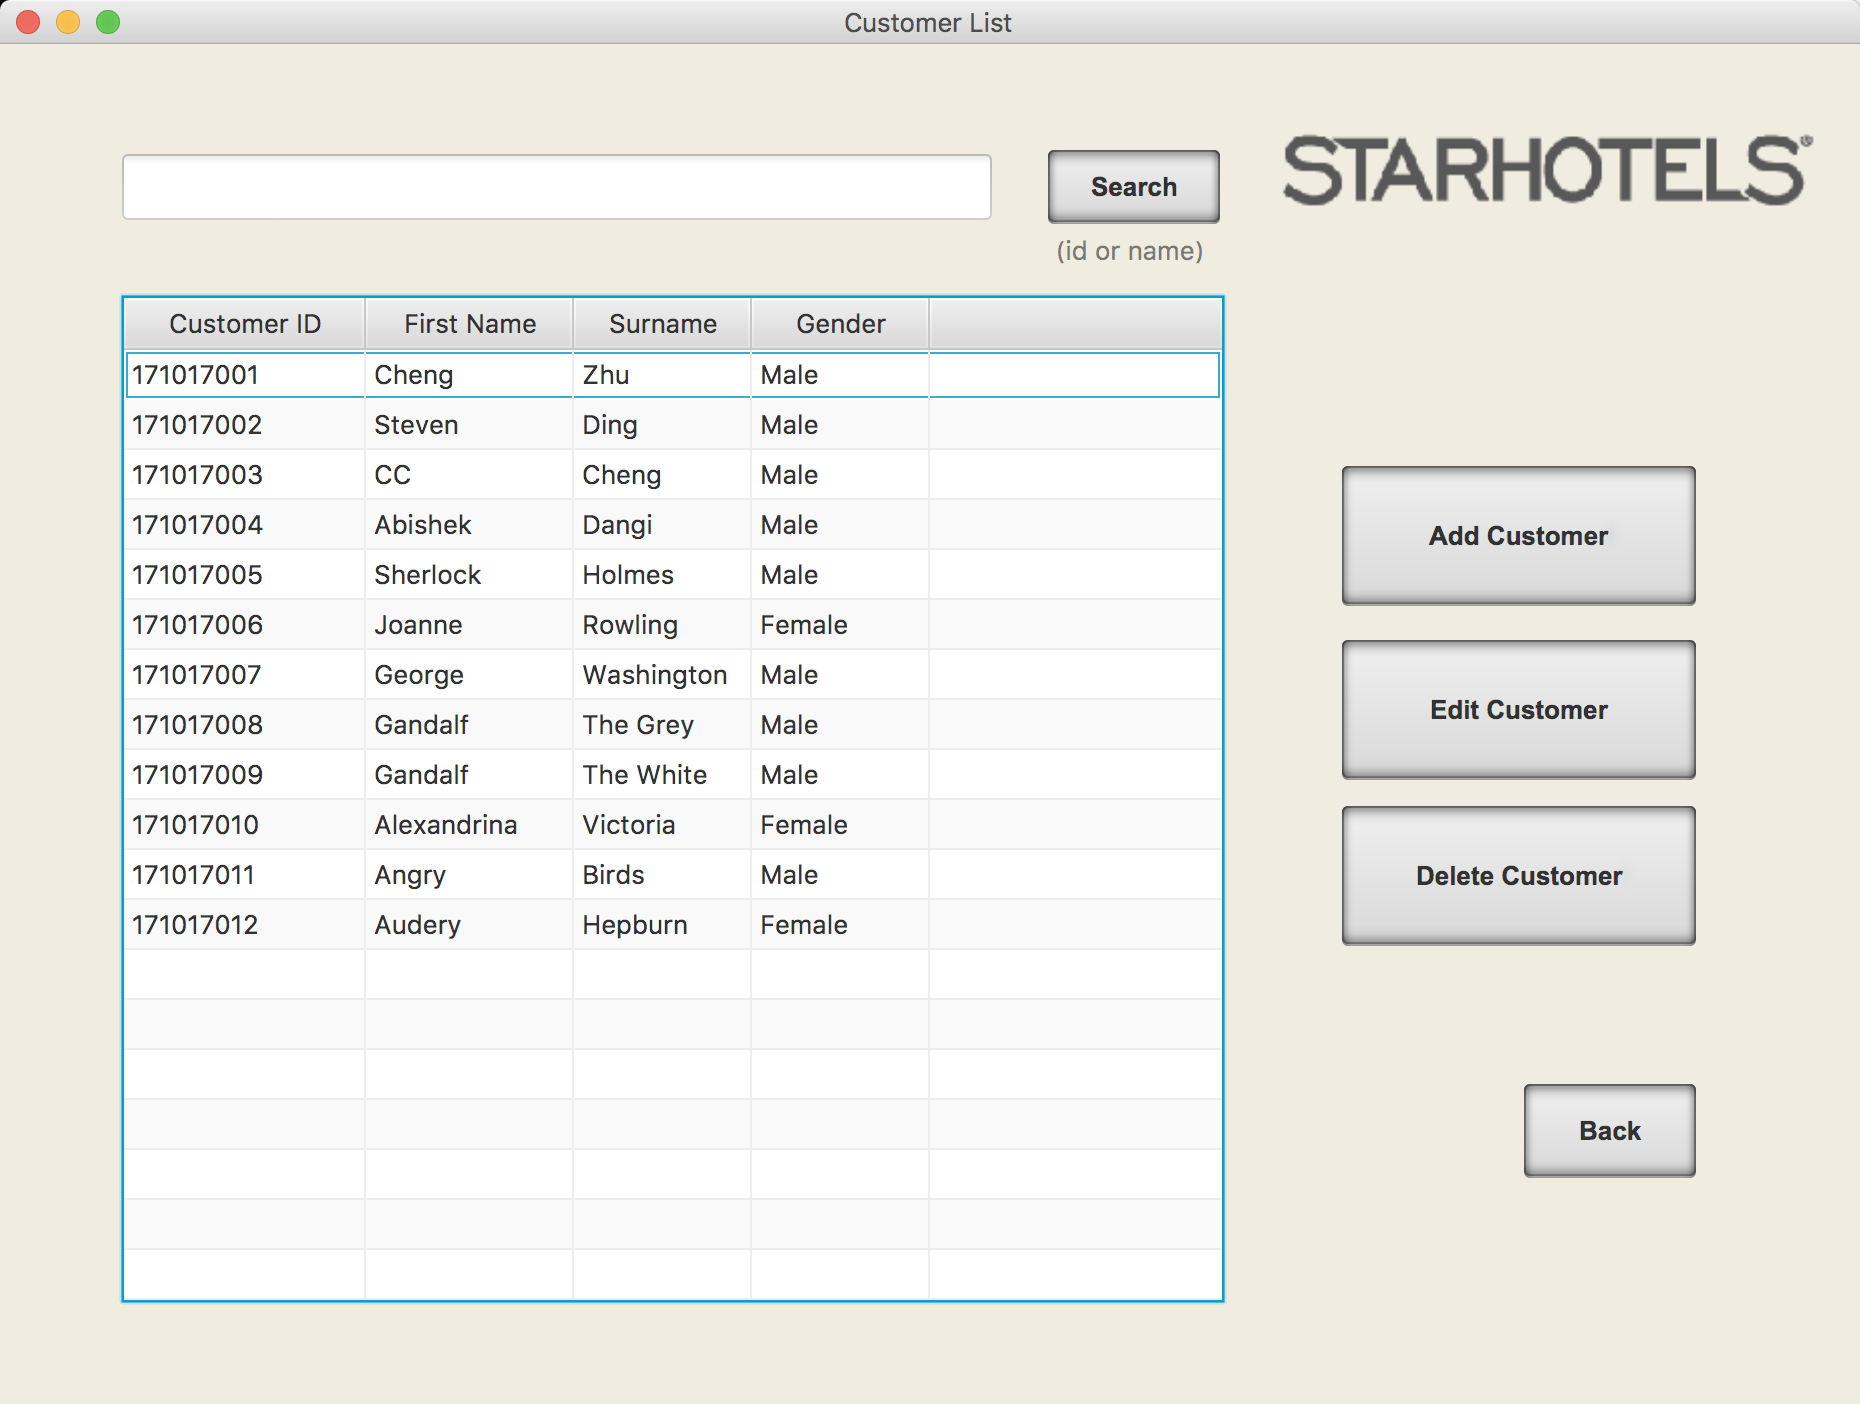 Customer List
STARHOTELS®
Search
(id or name)
Customer ID First Name Surname Gender
171017001 Cheng Zhu Male
171017002 Steven Ding Male
171017003 CC Cheng Male
171017004 Abishek Dangi Male
171017005 Sherlock Holmes Male
171017006 Joanne Rowling Female
171017007 George Washington Male
171017008 Gandalf The Grey Male
171017009 Gandalf The White Male
171017010 Alexandrina Victoria Female
171017011 Angry Birds Male
171017012 Audery Hepburn Female
Add Customer
Edit Customer
Delete Customer
Back